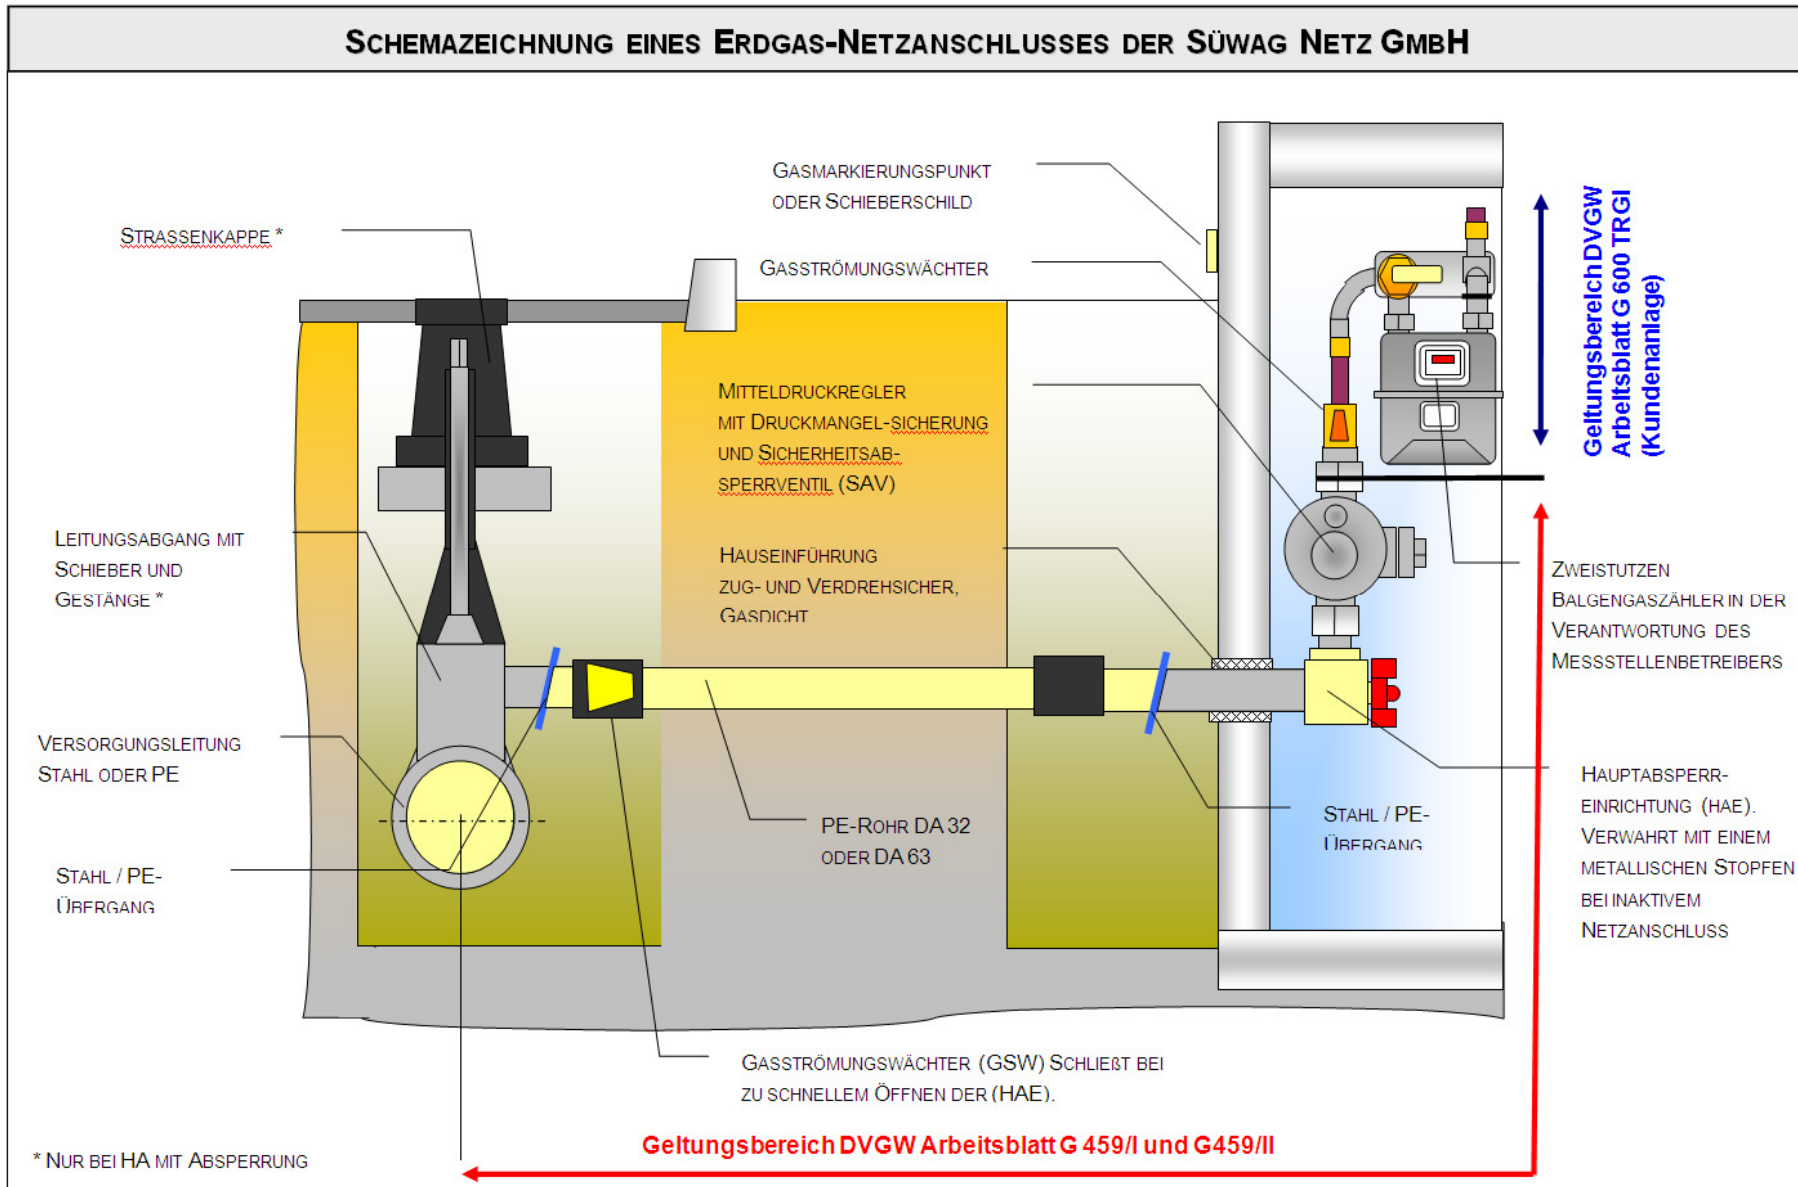 SCHEMAZEICHNUNG EINES ERDGAS-NETZANSCHLUSSES DER SÜWAG NETZ GMBH
GASMARKIERUNGSPUNKT
ODER SCHIEBERSCHILD
STRASSENKAPPE *
GASSTRÖMUNGSWÄCHTER
Geltungsbereich DVGW
Arbeitsblatt G 600 TRGI
(Kundenanlage)
MITTELDRUCKREGLER
MIT DRUCKMANGEL-SICHERUNG
UND SICHERHEITSAB-
SPERRVENTIL (SAV)
LEITUNGSABGANG MIT
SCHIEBER UND
GESTÄNGE *
HAUSEINFÜHRUNG
ZUG- UND VERDREHSICHER,
GASDICHT
ZWEISTUTZEN
BALGENGASZÄHLER IN DER
VERANTWORTUNG DES
MESSSTELLENBETREIBERS
VERSORGUNGSLEITUNG
STAHL ODER PE
PE-ROHR DA 32
ODER DA 63
STAHL / PE-
ÜBERGANG
HAUPTABSPERR-
EINRICHTUNG (HAE).
VERWAHRT MIT EINEM
METALLISCHEN STOPFEN
BEI INAKTIVEM
NETZANSCHLUSS
STAHL / PE-
ÜBERGANG
GASSTRÖMUNGSWÄCHTER (GSW) SCHLIEßT BEI
ZU SCHNELLEM ÖFFNEN DER (HAE).
Geltungsbereich DVGW Arbeitsblatt G 459/I und G459/II
* NUR BEI HA MIT ABSPERRUNG